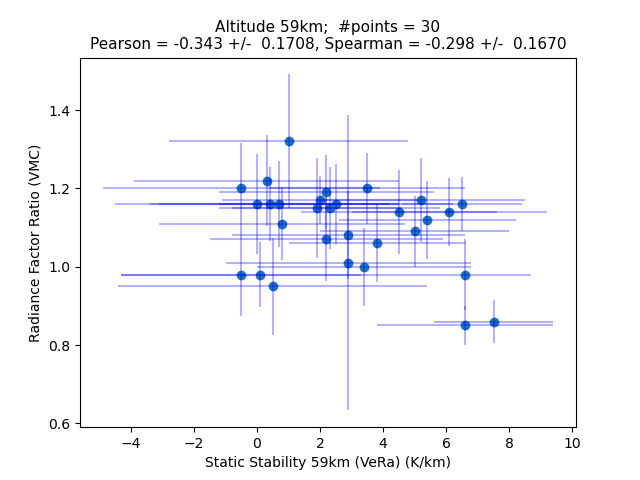 Altitude 59km;  #points = 30
Pearson = -0.343 +/-  0.1708, Spearman = -0.298 +/-  0.1670
1.4
1.2
1.0
0.8
0.6
Radiance Factor Ratio (VMC)
−4 −2 0 2 4 6 8 10
Static Stability 59km (VeRa) (K/km)